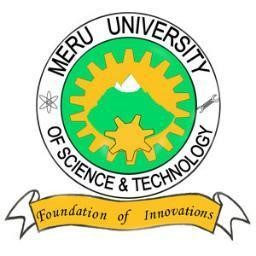 MERU UNIVERSITY
OF SCIENCE & TECHNOLOGY
Foundation of Innovations